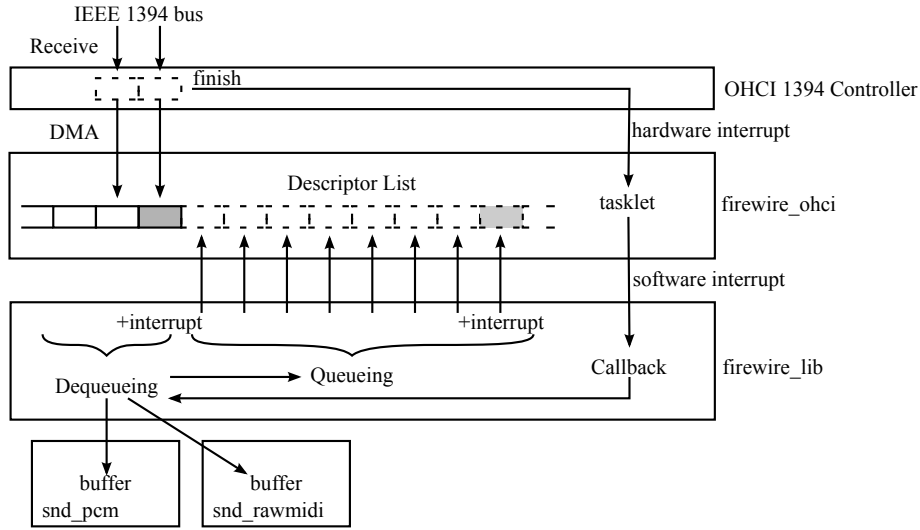 IEEE 1394 bus
Receive
finish
OHCI 1394 Controller
DMA
hardware interrupt
Descriptor List
tasklet
firewire_ohci
software interrupt
+interrupt
+interrupt
Dequeueing
Queueing
Callback
firewire_lib
buffer
snd_pcm
buffer
snd_rawmidi